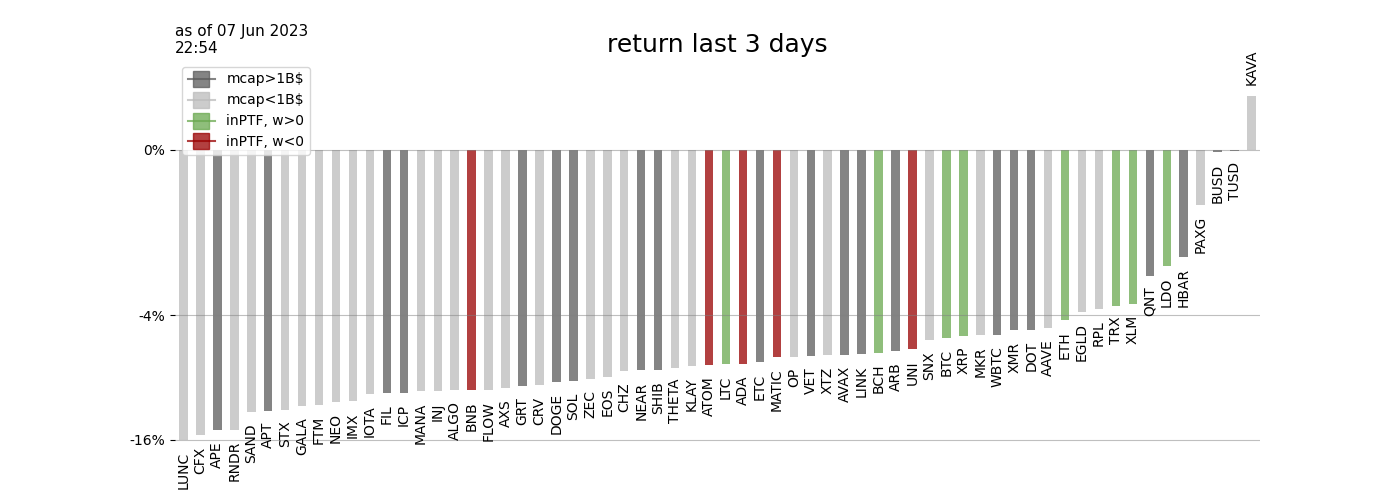 as of 07 Jun 2023
22:54
return last 3 days
mcap>1B$
mcap<1B$
inPTF, w>0
inPTF, w<0
0%
-4%
-16%
LUNC
CFX
APE
RNDR
SAND
APT
STX
GALA
FTM
NEO
IMX
IOTA
FIL
ICP
MANA
INJ
ALGO
BNB
FLOW
AXS
GRT
CRV
DOGE
SOL
ZEC
EOS
CHZ
NEAR
SHIB
THETA
KLAY
ATOM
LTC
ADA
ETC
MATIC
OP
VET
XTZ
AVAX
LINK
BCH
ARB
UNI
SNX
BTC
XRP
MKR
WBTC
XMR
DOT
AAVE
ETH
EGLD
RPL
TRX
XLM
QNT
LDO
HBAR
PAXG
BUSD
TUSD
KAVA